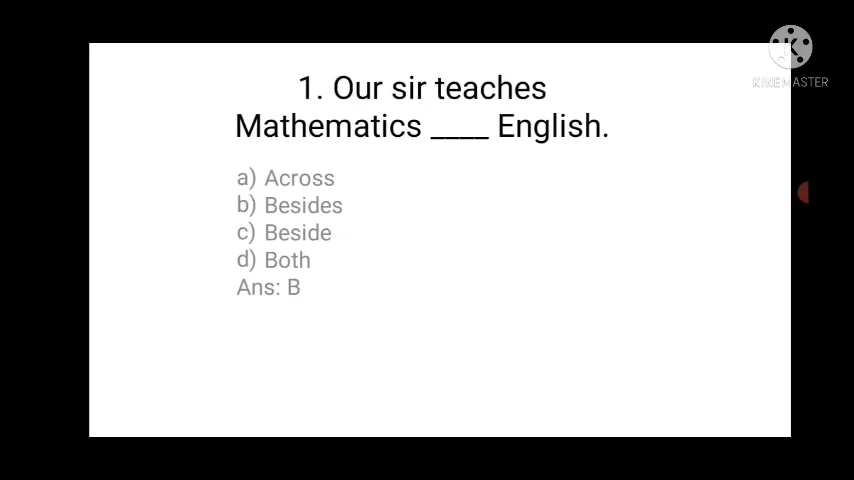 KINEMASTER
1. Our sir teaches
Mathematics ____ English.
a) Across
b) Besides
c) Beside
d) Both
Ans: B